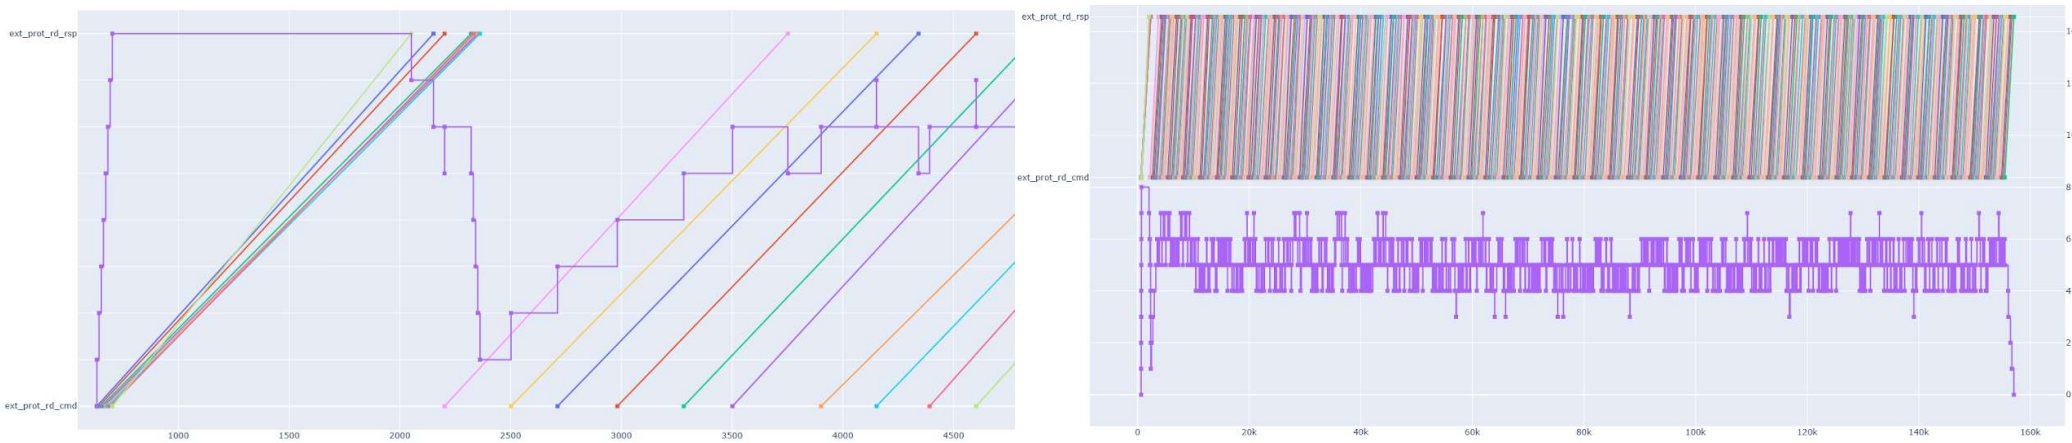 ext_prot_rd_rsp
ext_prot_rd_cmd
1000 1500 2000 2500 3000 3500 4000 4500
ext_prot_rd_rsp
ext_prot_rd_cmd
8
6
4
2
0
0 20k 40k 60k 80k 100k 120k 140k 160k